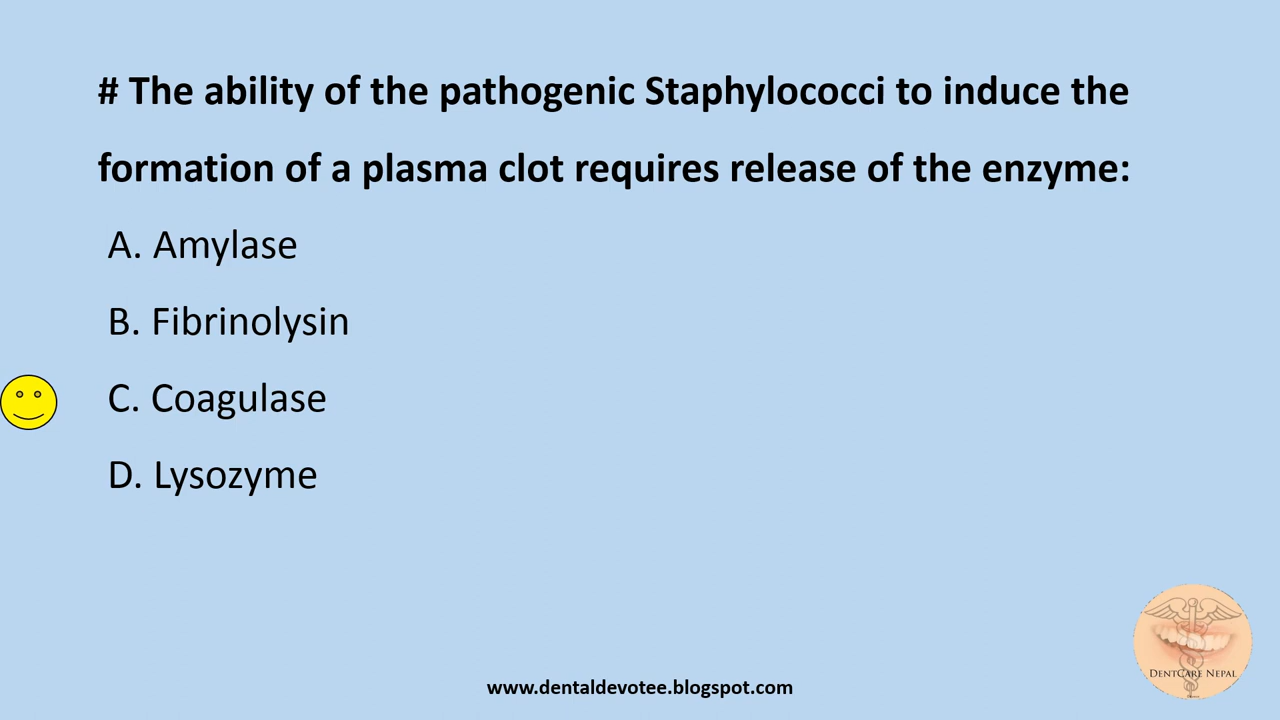 # The ability of the pathogenic Staphylococci to induce the
formation of a plasma clot requires release of the enzyme:
A. Amylase
B. Fibrinolysin
C. Coagulase
D. Lysozyme
DentCare Nepal
www.dentaldevotee.blogspot.com